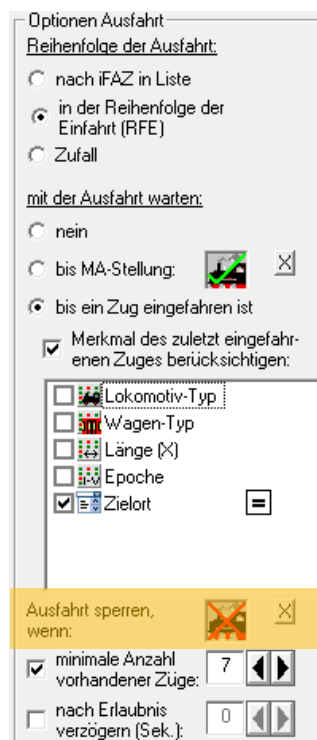 Optionen Ausfahrt
Reihenfolge der Ausfahrt:
nach iFAZ in Liste
in der Reihenfolge der
Einfahrt (RFE)
Zufall
mit der Ausfahrt warten:
nein
bis MA-Stellung:
X
bis ein Zug eingefahren ist
Merkmal des zuletzt eingefahr-
enen Zuges berücksichtigen:
Lokomotiv-Typ
Wagen-Typ
Länge (X)
I-V Epoche
Zielort =
Ausfahrt sperren,
wenn:
X
minimale Anzahl
vorhandener Züge: 7
nach Erlaubnis
verzögern (Sek.): 0